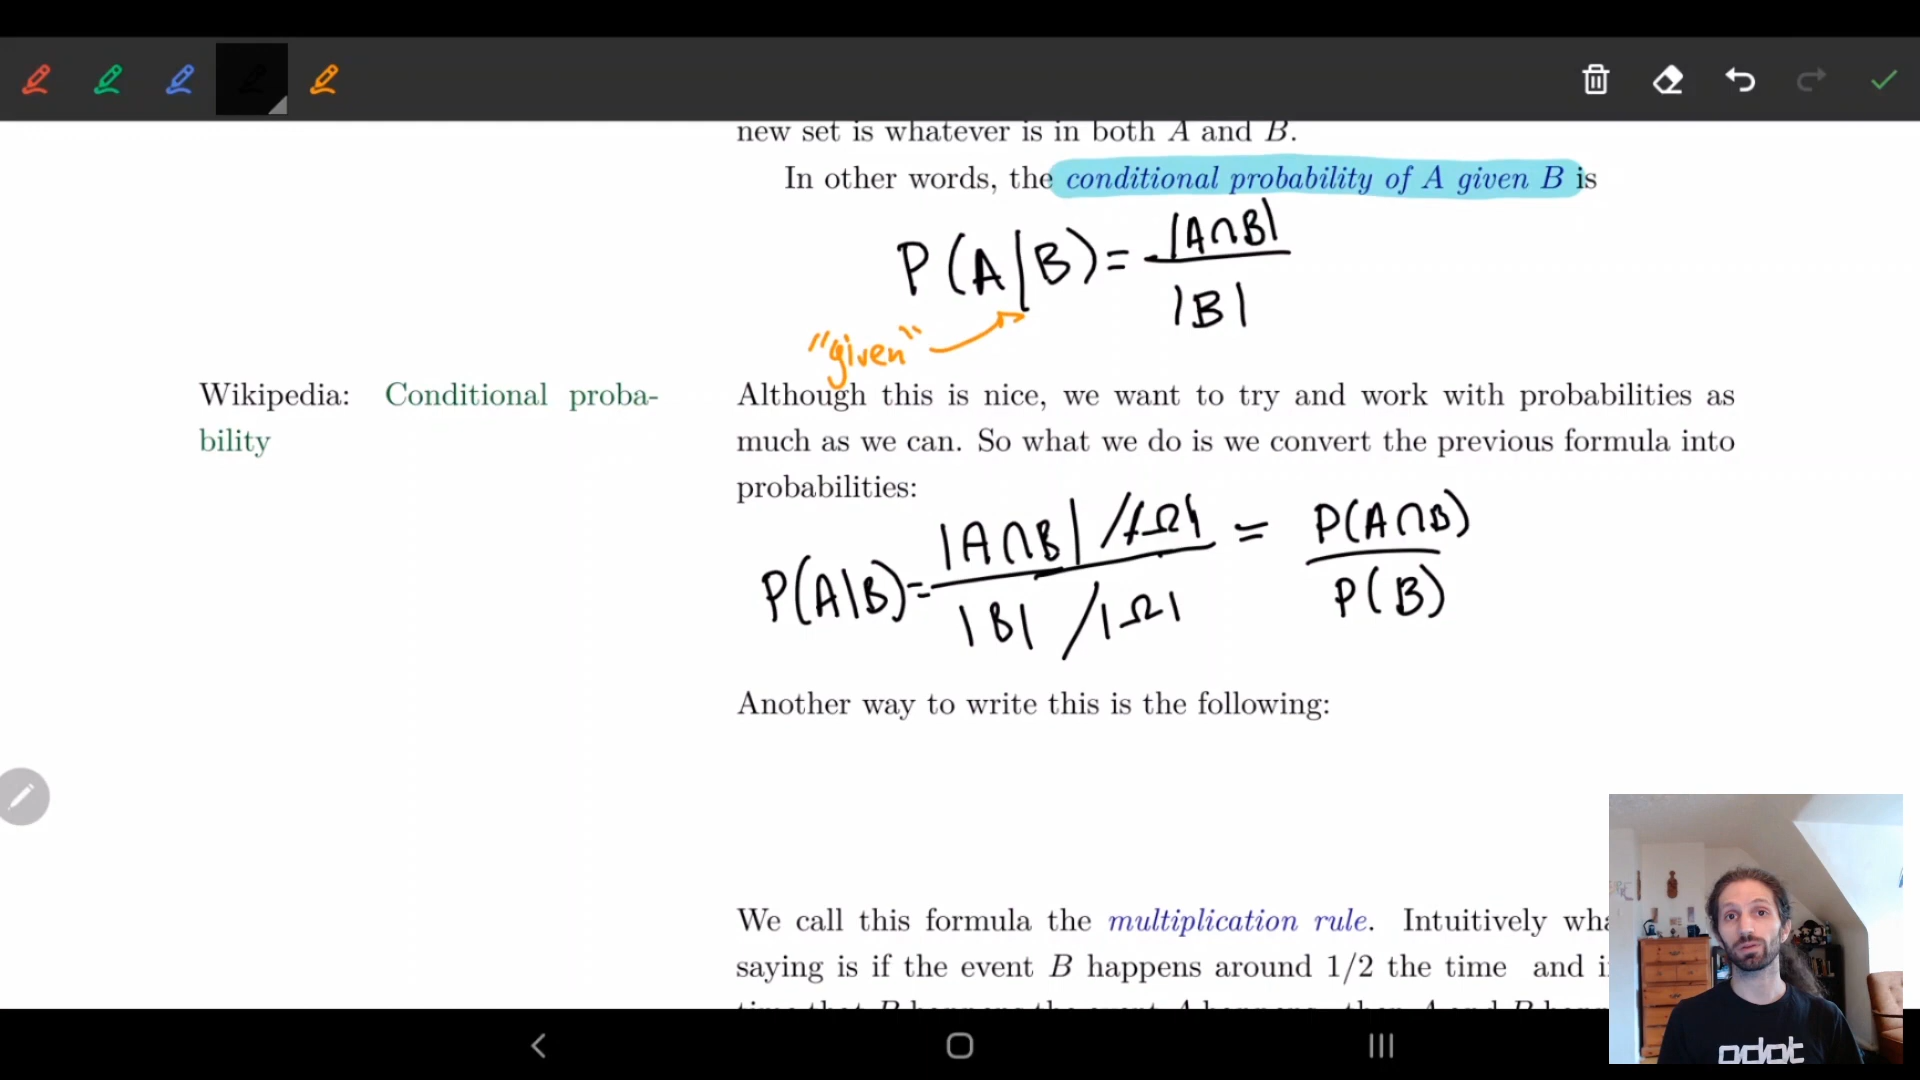 new set is whatever is in both A and B.
In other words, the conditional probability of A given B is
P(A|B) = |A∩B| / |B|
"given"
Wikipedia: Conditional proba-
bility
Although this is nice, we want to try and work with probabilities as
much as we can. So what we do is we convert the previous formula into
probabilities:
P(A|B) = |A∩B| / |Ω| / |B| / |Ω| = P(A∩B) / P(B)
Another way to write this is the following:
We call this formula the multiplication rule. Intuitively
saying is if the event B happens around 1/2 the time and
odot